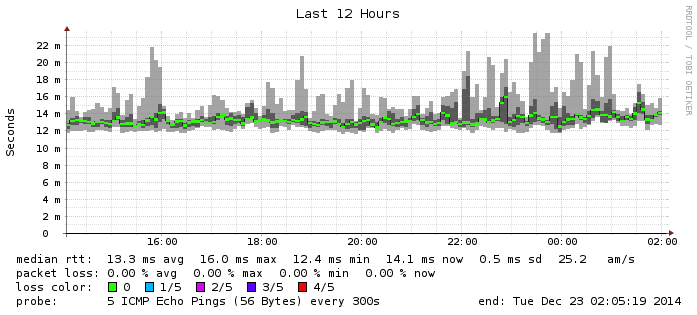 Last 12 Hours
RRDTOOL / TOBI OETIKER
Seconds
22 m
20 m
18 m
16 m
14 m
12 m
10 m
8 m
6 m
4 m
2 m
0
16:00 18:00 20:00 22:00 00:00 02:00
median rtt: 13.3 ms avg 16.0 ms max 12.4 ms min 14.1 ms now 0.5 ms sd 25.2 am/s
packet loss: 0.00 % avg 0.00 % max 0.00 % min 0.00 % now
loss color: 0 1/5 2/5 3/5 4/5
probe: 5 ICMP Echo Pings (56 Bytes) every 300s end: Tue Dec 23 02:05:19 2014